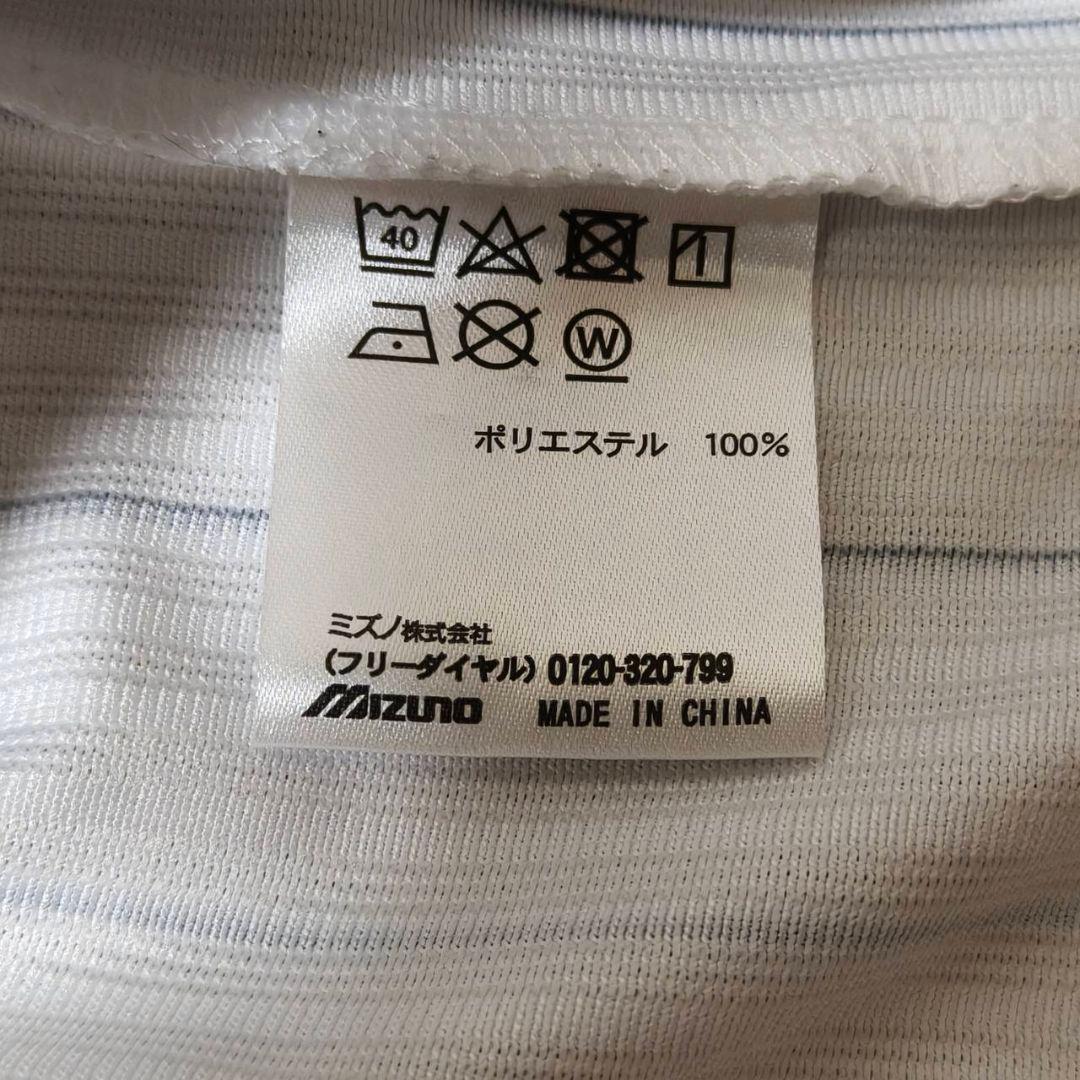 40
W
ポリエステル 100%
ミズノ株式会社
(フリーダイヤル) 0120-320-799
MIZUNO MADE IN CHINA